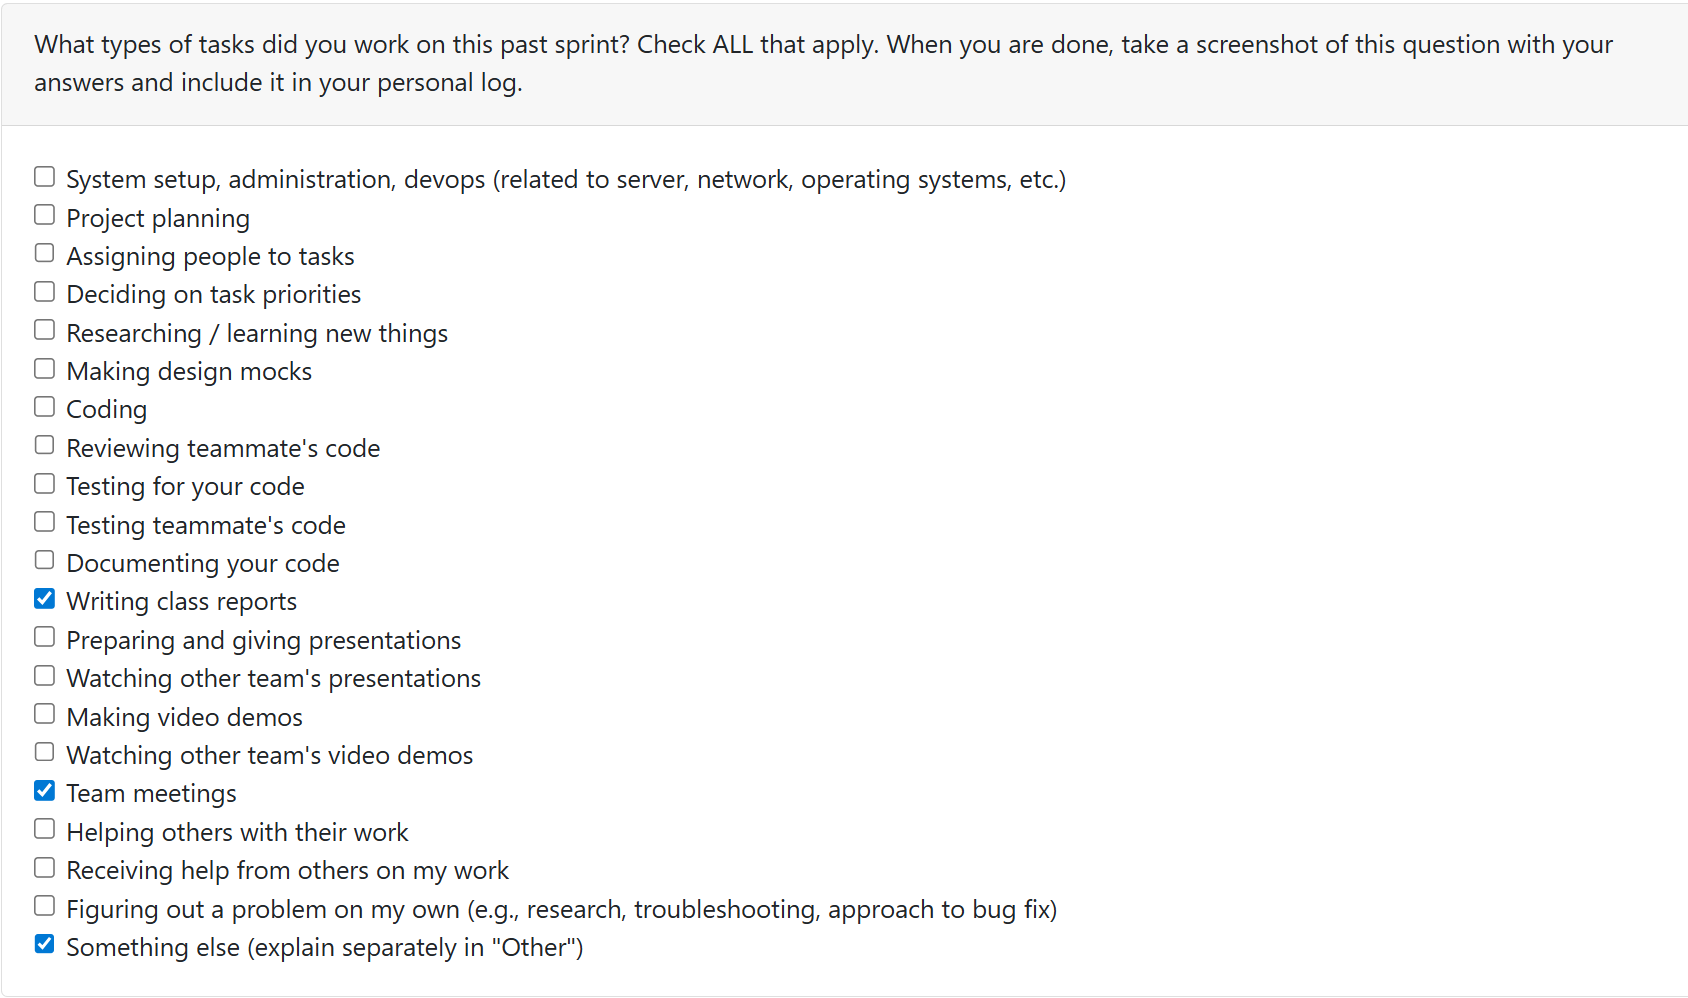 What types of tasks did you work on this past sprint? Check ALL that apply. When you are done, take a screenshot of this question with your
answers and include it in your personal log.
System setup, administration, devops (related to server, network, operating systems, etc.)
Project planning
Assigning people to tasks
Deciding on task priorities
Researching / learning new things
Making design mocks
Coding
Reviewing teammate's code
Testing for your code
Testing teammate's code
Documenting your code
Writing class reports
Preparing and giving presentations
Watching other team's presentations
Making video demos
Watching other team's video demos
Team meetings
Helping others with their work
Receiving help from others on my work
Figuring out a problem on my own (e.g., research, troubleshooting, approach to bug fix)
Something else (explain separately in "Other")